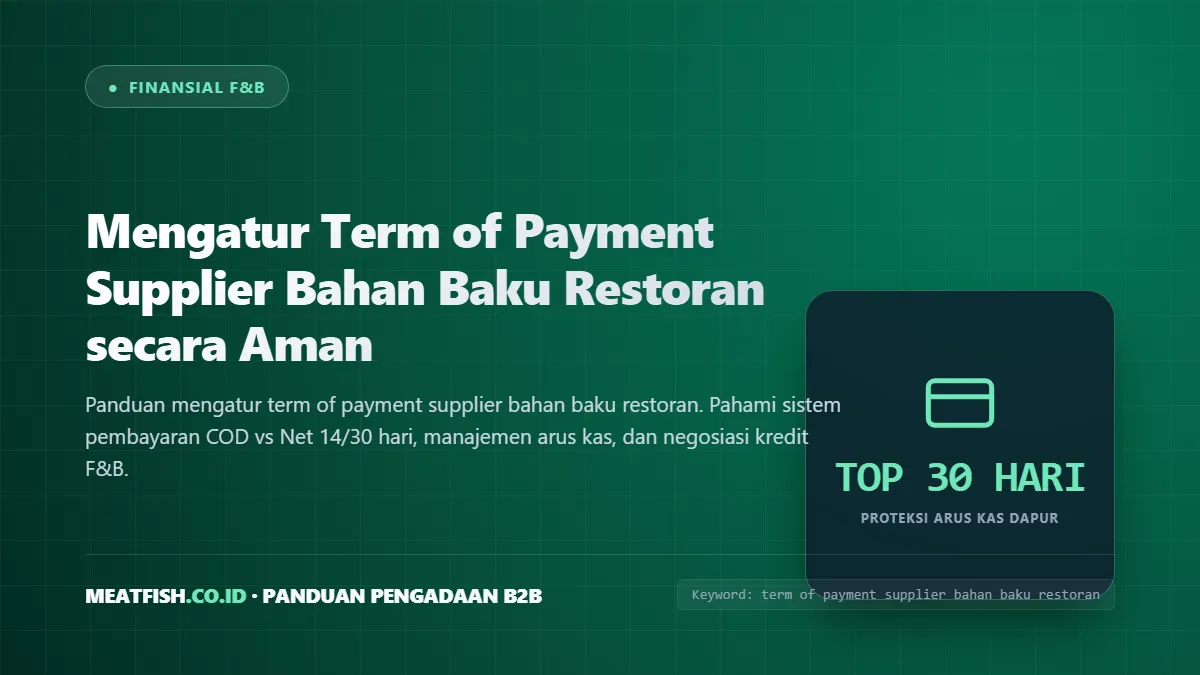 FINANSIAL F&B
Mengatur Term of Payment
Supplier Bahan Baku Restoran
secara Aman
Panduan mengatur term of payment supplier bahan baku restoran. Pahami sistem
pembayaran COD vs Net 14/30 hari, manajemen arus kas, dan negosiasi kredit
F&B.
TOP 30 HARI
PROTEKSI ARUS KAS DAPUR
MEATFISH.CO.ID · PANDUAN PENGADAAN B2B
Keyword: term of payment supplier bahan baku restoran